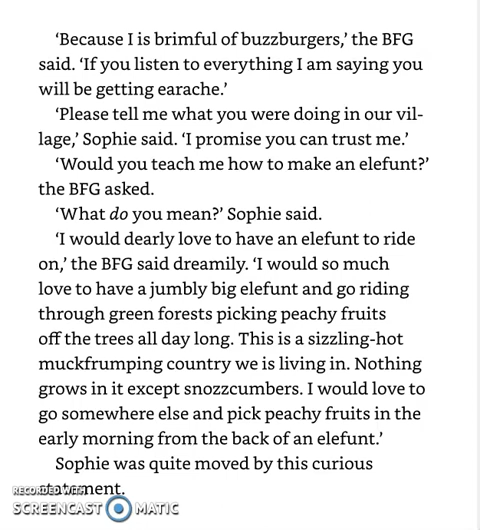 ‘Because I is brimful of buzzburgers,’ the BFG
said. ‘If you listen to everything I am saying you
will be getting earache.’
‘Please tell me what you were doing in our vil-
lage,’ Sophie said. ‘I promise you can trust me.’
‘Would you teach me how to make an elefunt?’
the BFG asked.
‘What do you mean?’ Sophie said.
‘I would dearly love to have an elefunt to ride
on,’ the BFG said dreamily. ‘I would so much
love to have a jumbly big elefunt and go riding
through green forests picking peachy fruits
off the trees all day long. This is a sizzling-hot
muckfrumping country we is living in. Nothing
grows in it except snozzcumbers. I would love to
go somewhere else and pick peachy fruits in the
early morning from the back of an elefunt.’
Sophie was quite moved by this curious
statement.
RECORDED WITH
SCREENCAST MATIC